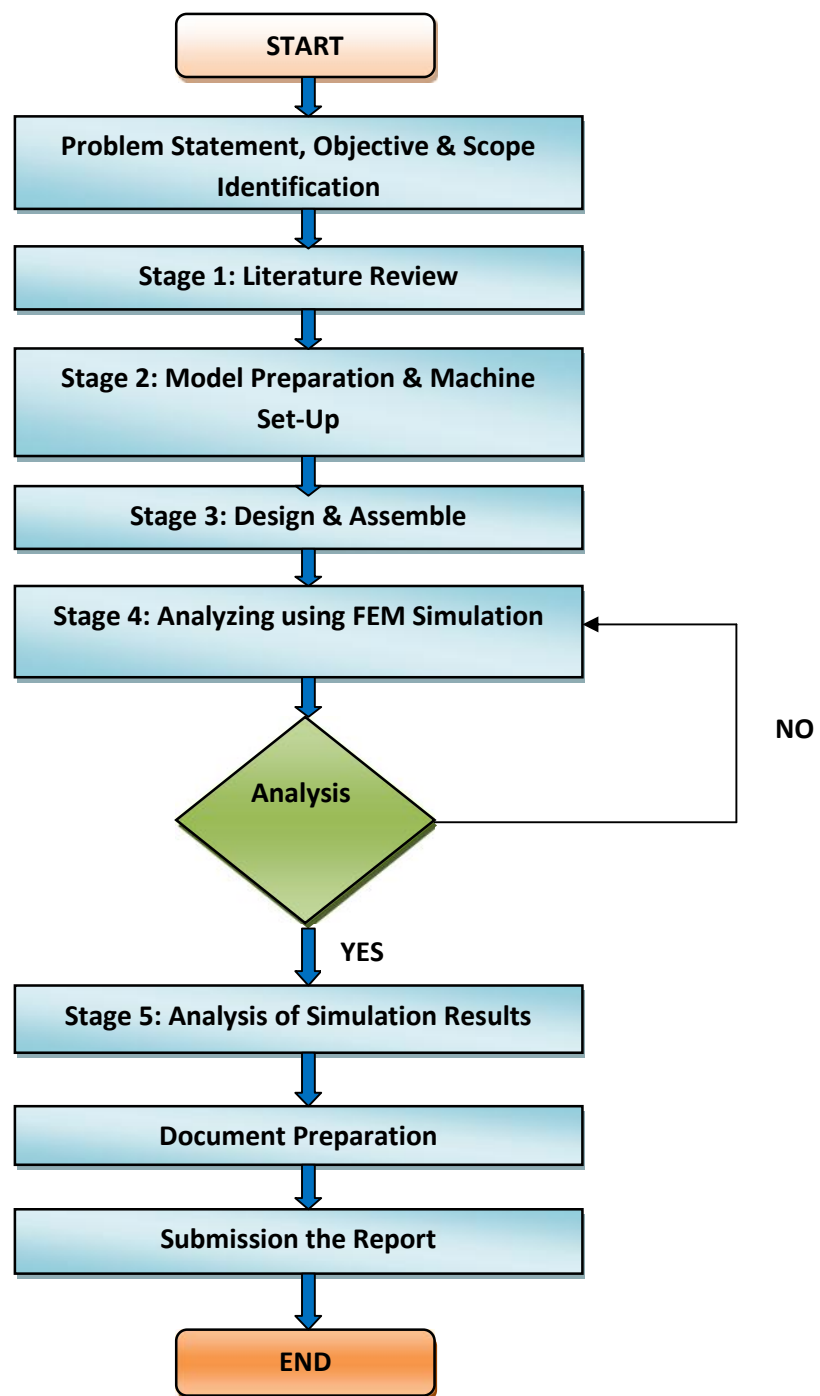 START
Problem Statement, Objective & Scope
Identification
Stage 1: Literature Review
Stage 2: Model Preparation & Machine
Set-Up
Stage 3: Design & Assemble
Stage 4: Analyzing using FEM Simulation
NO
Analysis
YES
Stage 5: Analysis of Simulation Results
Document Preparation
Submission the Report
END